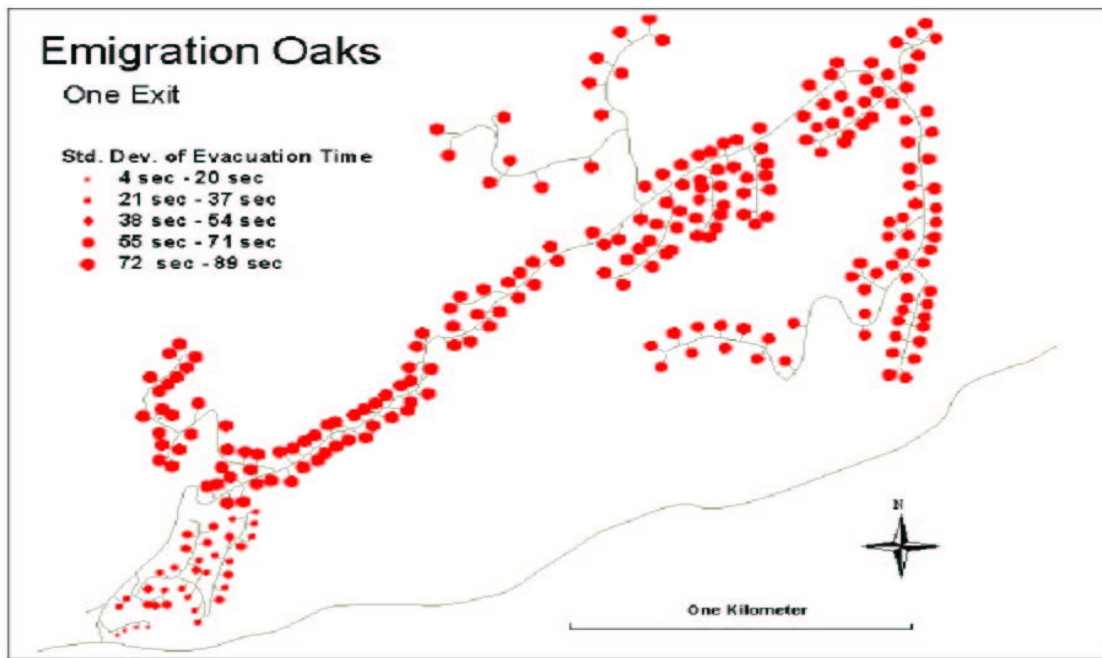 Emigration Oaks
One Exit
Std. Dev. of Evacuation Time
4 sec - 20 sec
21 sec - 37 sec
38 sec - 54 sec
55 sec - 71 sec
72 sec - 89 sec
N
One Kilometer